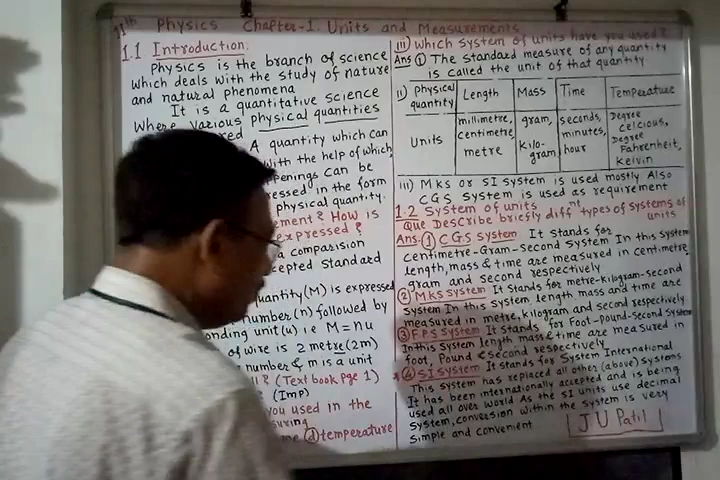 11th Physics Chapter-1. Units and Measurements
1.1 Introduction:
Physics is the branch of science
which deals with the study of nature
and natural phenomena
It is a quantitative science
Where various physical quantities
A quantity which can
with the help of which
penings can be
essed in the form
physical quantity.
ement? How is
expressed?
a comparision
cepted standard
uantity(M) is expressed
number(n) followed by
onding unit(u) i.e M=nu
of wire is 2 metre(2m)
number & m is a unit
(Text book Pge 1)
(Imp)
you used in the
suring
d) temperature
iii) Which System of units have you used?
Ans ① The standard measure of any quantity
is called the unit of that quantity
ii) Physical quantity Length Mass Time Temperature
Units millimetre, centimetre, metre gram, kilo-gram seconds, minutes, hour Degree Celcious, Degree Fahrenheit, Kelvin
iii) MKS or SI System is used mostly Also
CGS System is used as requirement
1.2 System of units
Que Describe briefly diffnt types of systems of
units
Ans. ① C G S System It stands for
Centimetre-Gram-Second System In this System
length, mass & time are measured in centimetre
gram and second respectively
② MKS System It Stands for metre-kilogram-second
System In this System length mass and time are
measured in metre, kilogram and second respectively
③ F.P.S System It stands for Foot-Pound-Second System
In this System length mass & time are measured in
foot, Pound & second respectively
④ SI System It stands for System International
This System has replaced all other (above) systems
It has been internationally accepted and is being
used all over world As the SI units use decimal
System, conversion within the system is very
Simple and convenient
J U Patil